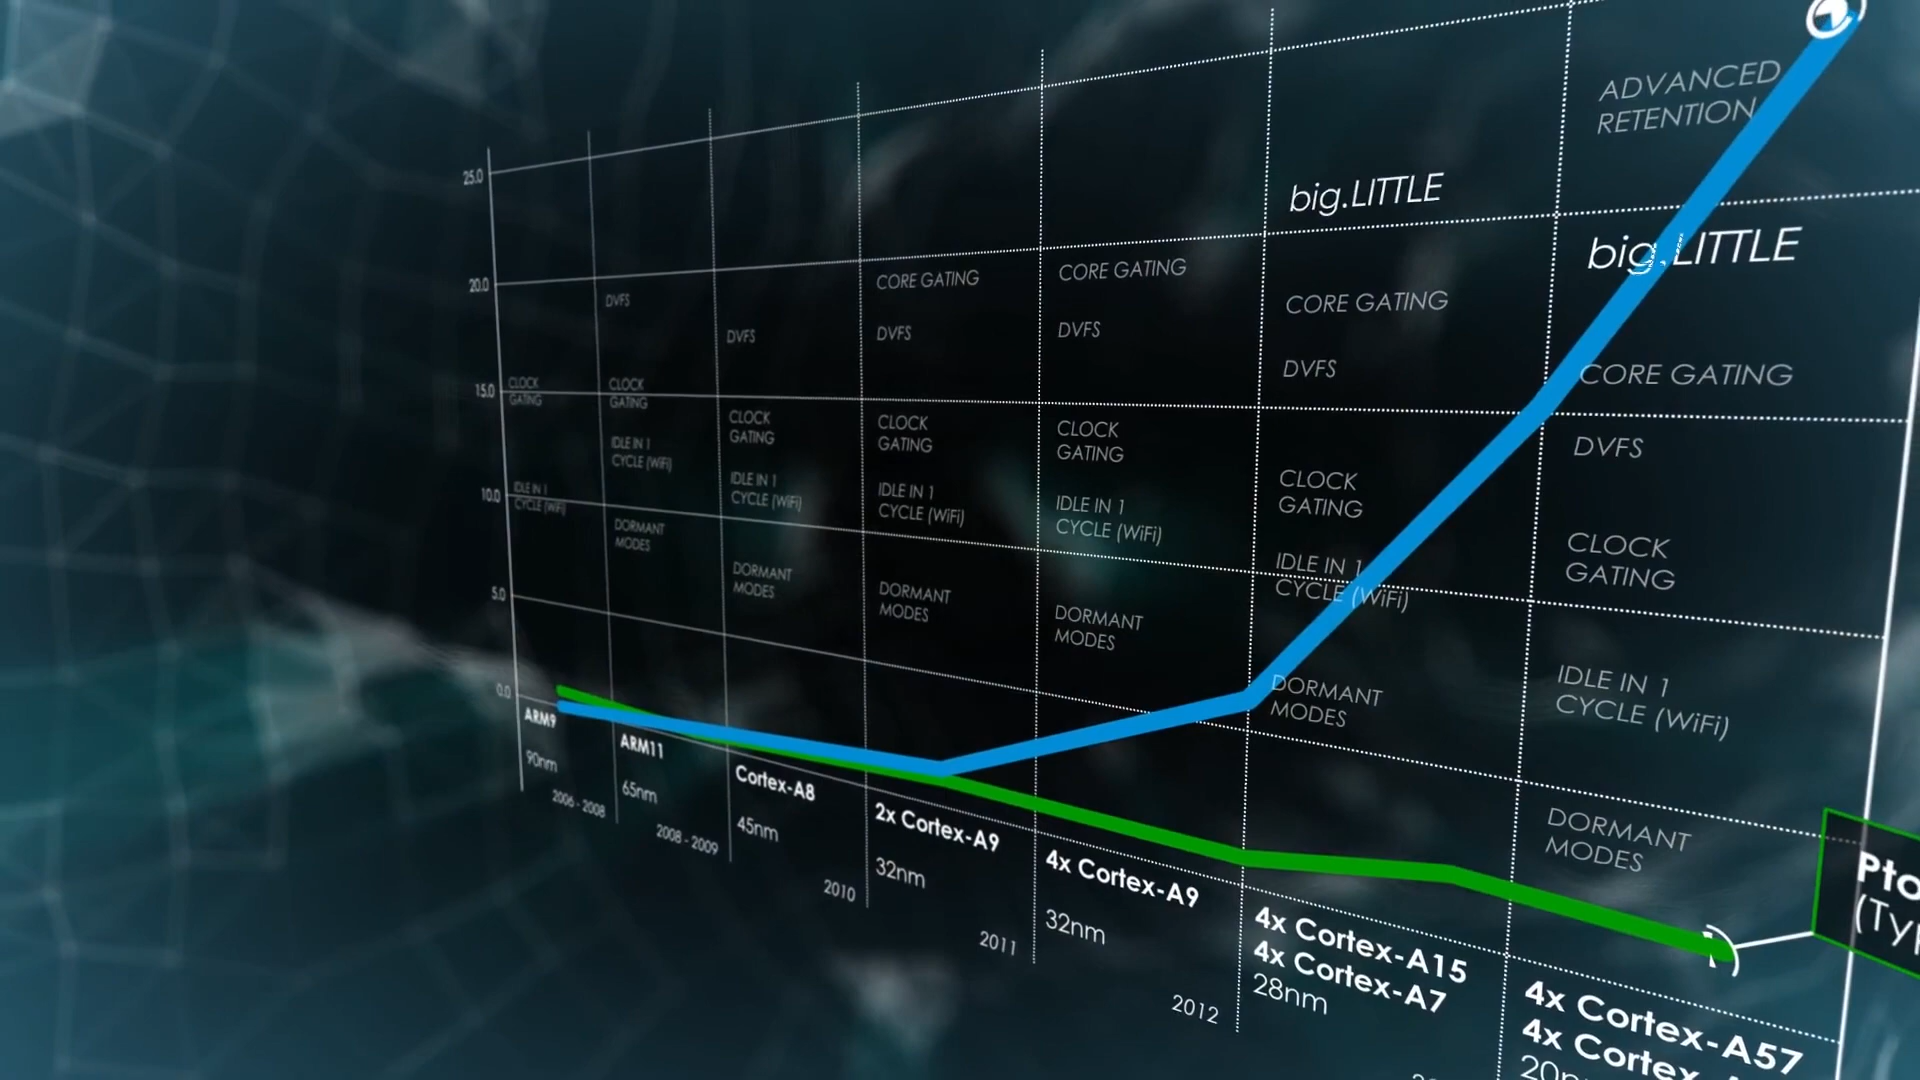 25.0
20.0
15.0
10.0
5.0
0.0
CLOCK
GATING
IDLE IN 1
CYCLE (WiFi)
ARM9
90nm
2006 - 2008
DVFS
CLOCK
GATING
IDLE IN 1
CYCLE (WiFi)
DORMANT
MODES
ARM11
65nm
2008 - 2009
DVFS
CLOCK
GATING
IDLE IN 1
CYCLE (WiFi)
DORMANT
MODES
Cortex-A8
45nm
2010
CORE GATING
DVFS
CLOCK
GATING
IDLE IN 1
CYCLE (WiFi)
DORMANT
MODES
2x Cortex-A9
32nm
2011
CORE GATING
DVFS
CLOCK
GATING
IDLE IN 1
CYCLE (WiFi)
DORMANT
MODES
4x Cortex-A9
32nm
2012
big.LITTLE
CORE GATING
DVFS
CLOCK
GATING
IDLE IN 1
CYCLE (WiFi)
DORMANT
MODES
4x Cortex-A15
4x Cortex-A7
28nm
ADVANCED
RETENTION
big.LITTLE
CORE GATING
DVFS
CLOCK
GATING
IDLE IN 1
CYCLE (WiFi)
DORMANT
MODES
4x Cortex-A57
4x